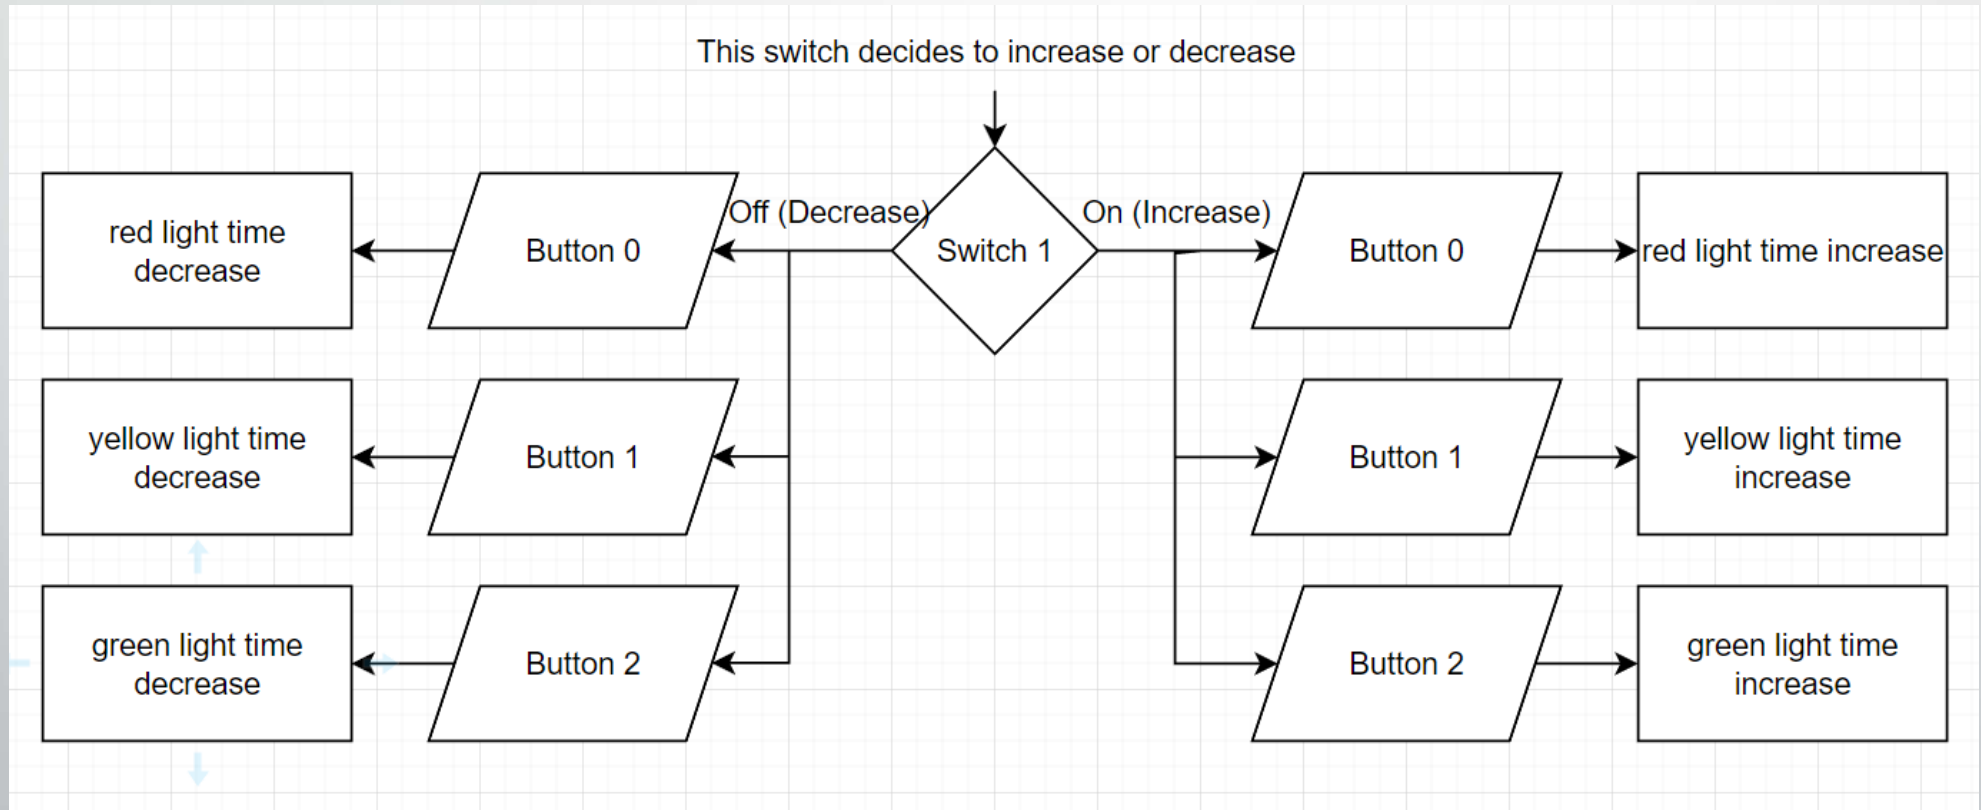 This switch decides to increase or decrease
Off (Decrease)
On (Increase)
red light time
decrease
Button 0
Switch 1
Button 0
red light time increase
yellow light time
decrease
Button 1
Button 1
yellow light time
increase
green light time
decrease
Button 2
Button 2
green light time
increase